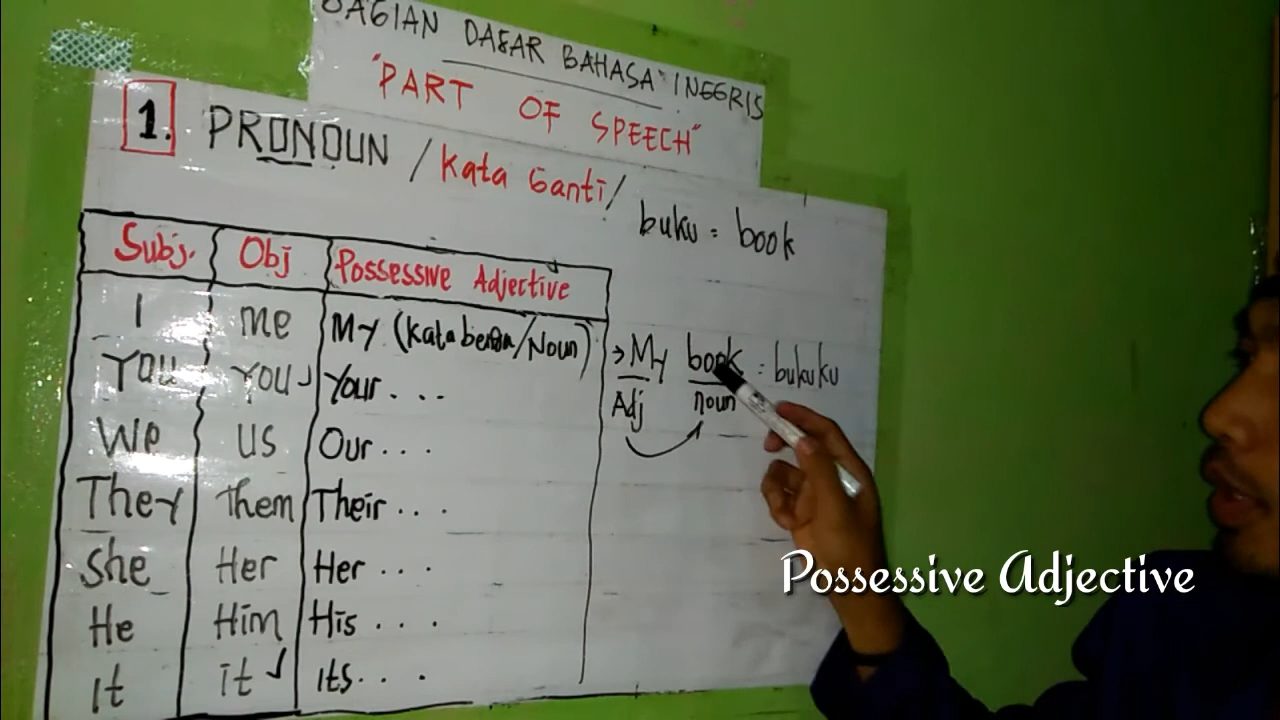 BAGIAN DASAR BAHASA INGGRIS
"PART OF SPEECH"
1. PRONOUN / Kata Ganti /
buku = book
Subj. Obj Possessive Adjective
I me My (Kata benda/Noun)
You You Your ...
We us Our ...
They them Their ...
She Her Her ...
He Him His ...
It it its ...
→ My book = bukuku
Adj noun
Possessive Adjective